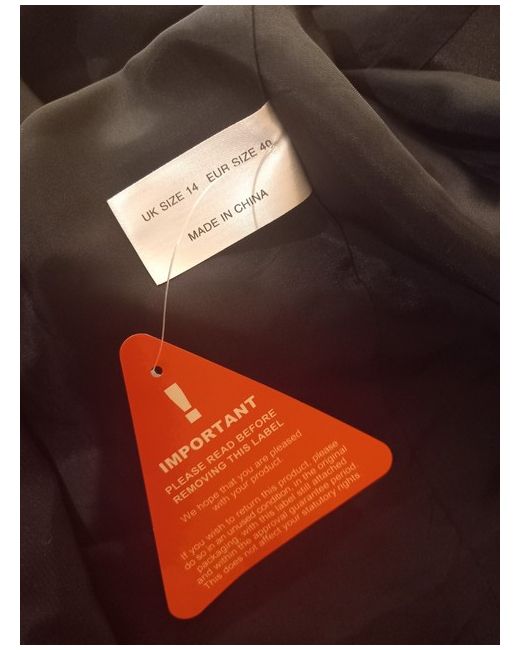 UK SIZE 14 EUR SIZE 40
MADE IN CHINA
!
IMPORTANT
PLEASE READ BEFORE
REMOVING THIS LABEL
We hope that you are pleased
with your product
If you wish to return this product, please
do so in an unused condition, in the original
packaging, with this label still attached
and within the approval guarantee period.
This does not affect your statutory rights